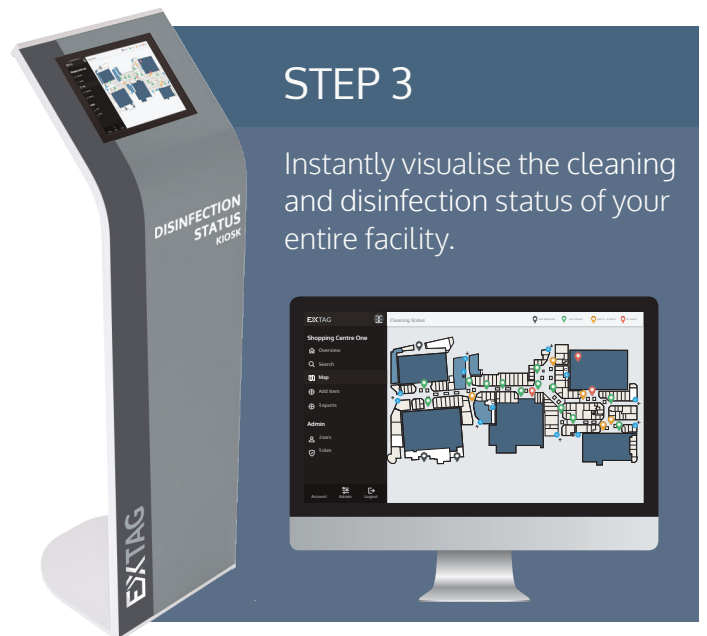 STEP 3
Instantly visualise the cleaning
and disinfection status of your
entire facility.
DISINFECTION
STATUS
KIOSK
EXTAG
EXTAG
Cleaning Status
Shopping Centre One
Overview
Search
Map
Add Item
Reports
Admin
Users
Roles
Account
Admin
Logout